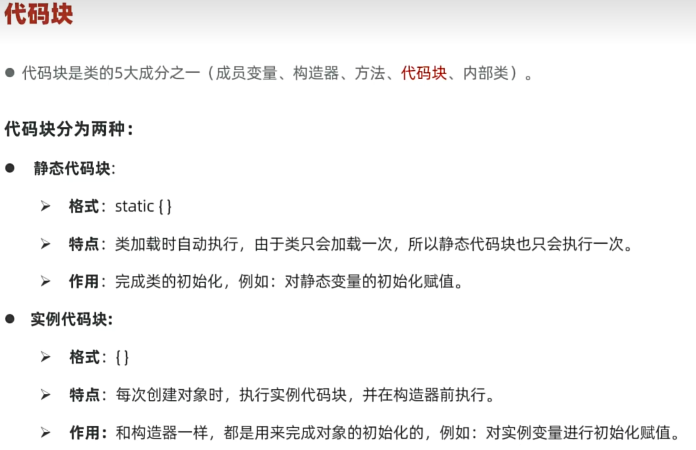 代码块
● 代码块是类的5大成分之一（成员变量、构造器、方法、代码块、内部类）。
代码块分为两种：
● 静态代码块:
➢ 格式：static { }
➢ 特点：类加载时自动执行，由于类只会加载一次，所以静态代码块也只会执行一次。
➢ 作用：完成类的初始化，例如：对静态变量的初始化赋值。
● 实例代码块:
➢ 格式：{ }
➢ 特点：每次创建对象时，执行实例代码块，并在构造器前执行。
➢ 作用：和构造器一样，都是用来完成对象的初始化的，例如：对实例变量进行初始化赋值。